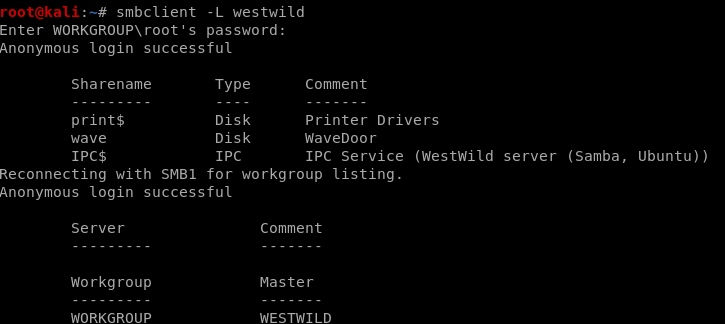 root@kali:~# smbclient -L westwild
Enter WORKGROUP\root's password:
Anonymous login successful
Sharename Type Comment
--------- ---- -------
print$ Disk Printer Drivers
wave Disk WaveDoor
IPC$ IPC IPC Service (WestWild server (Samba, Ubuntu))
Reconnecting with SMB1 for workgroup listing.
Anonymous login successful
Server Comment
--------- -------
Workgroup Master
--------- -------
WORKGROUP WESTWILD